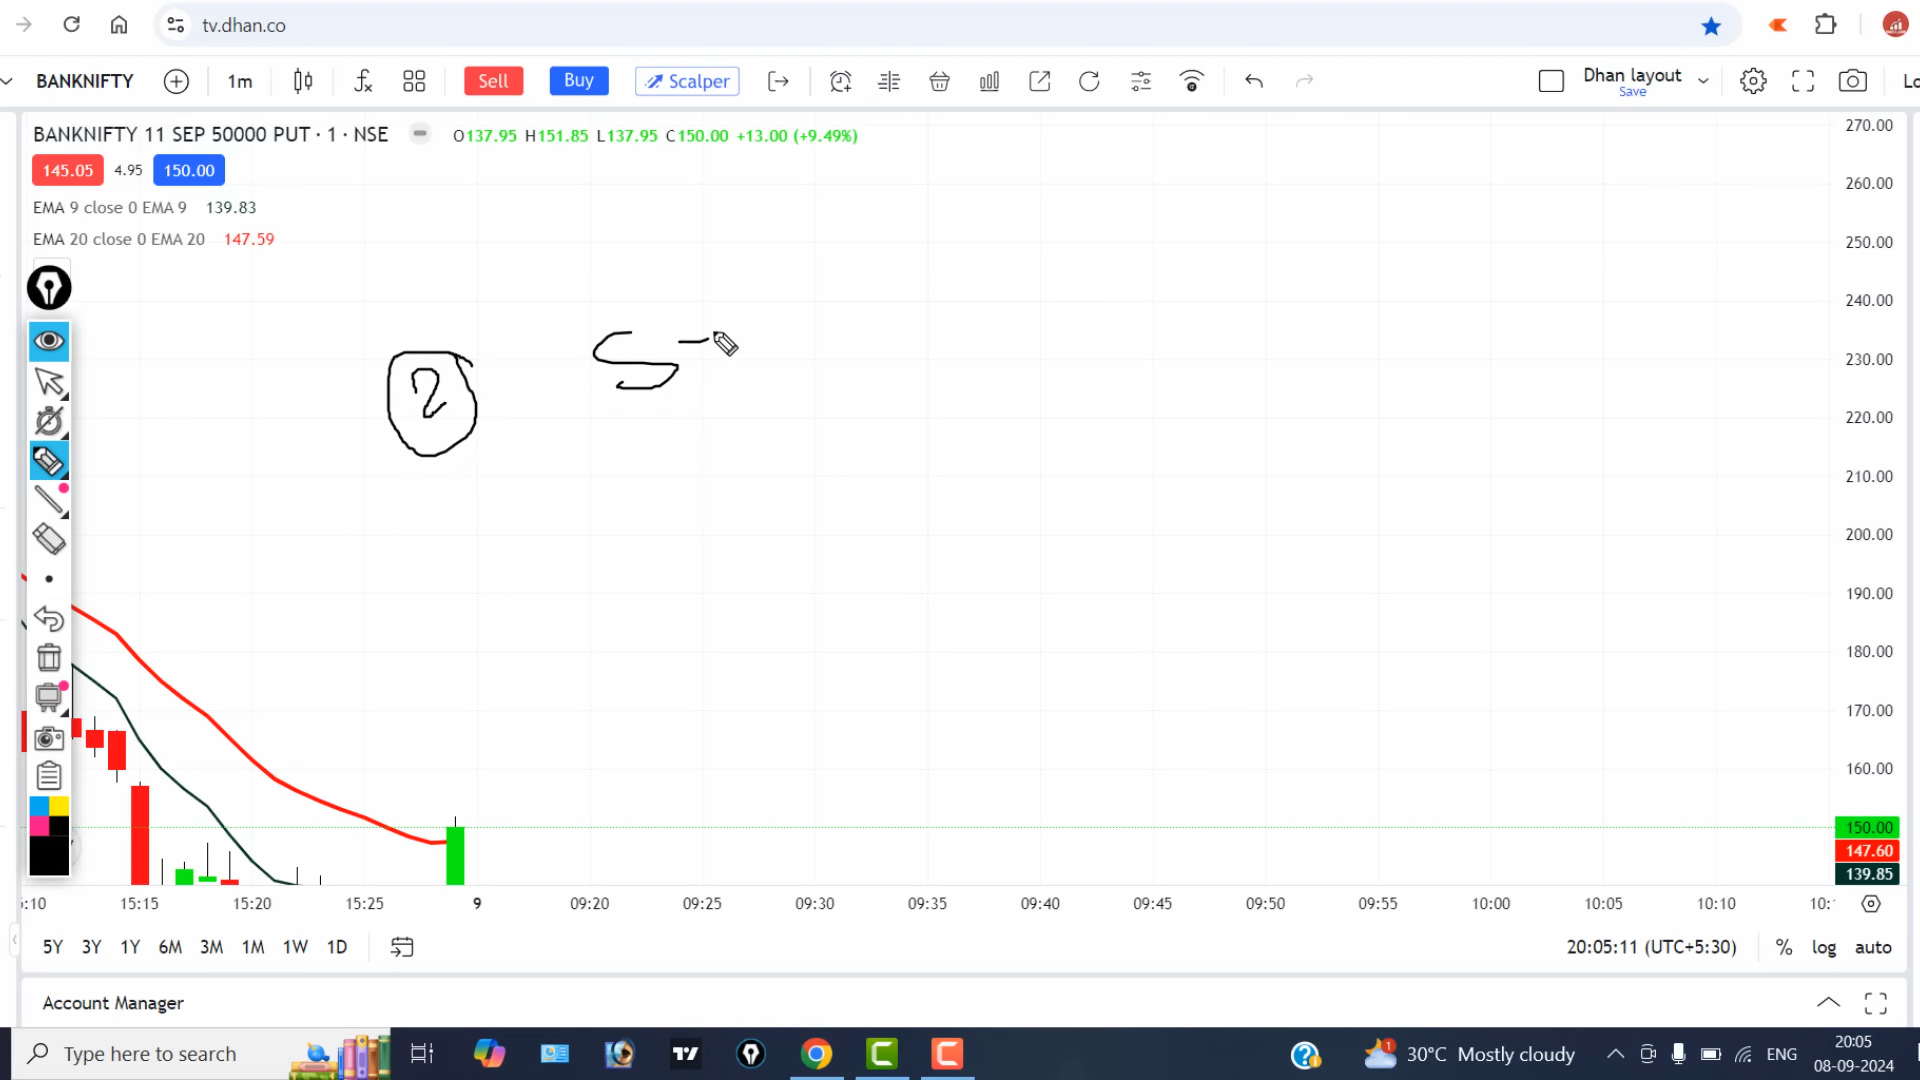 tv.dhan.co
BANKNIFTY 1m Sell Buy Scalper Dhan layout Save
BANKNIFTY 11 SEP 50000 PUT · 1 · NSE O137.95 H151.85 L137.95 C150.00 +13.00 (+9.49%)
145.05 4.95 150.00
EMA 9 close 0 EMA 9 139.83
EMA 20 close 0 EMA 20 147.59
270.00
260.00
250.00
240.00
230.00
220.00
210.00
200.00
190.00
180.00
170.00
160.00
150.00
147.60
139.85
2 S
:10 15:15 15:20 15:25 9 09:20 09:25 09:30 09:35 09:40 09:45 09:50 09:55 10:00 10:05 10:10 10:
5Y 3Y 1Y 6M 3M 1M 1W 1D 20:05:11 (UTC+5:30) % log auto
Account Manager
Type here to search 1 30°C Mostly cloudy ENG 20:05
08-09-2024